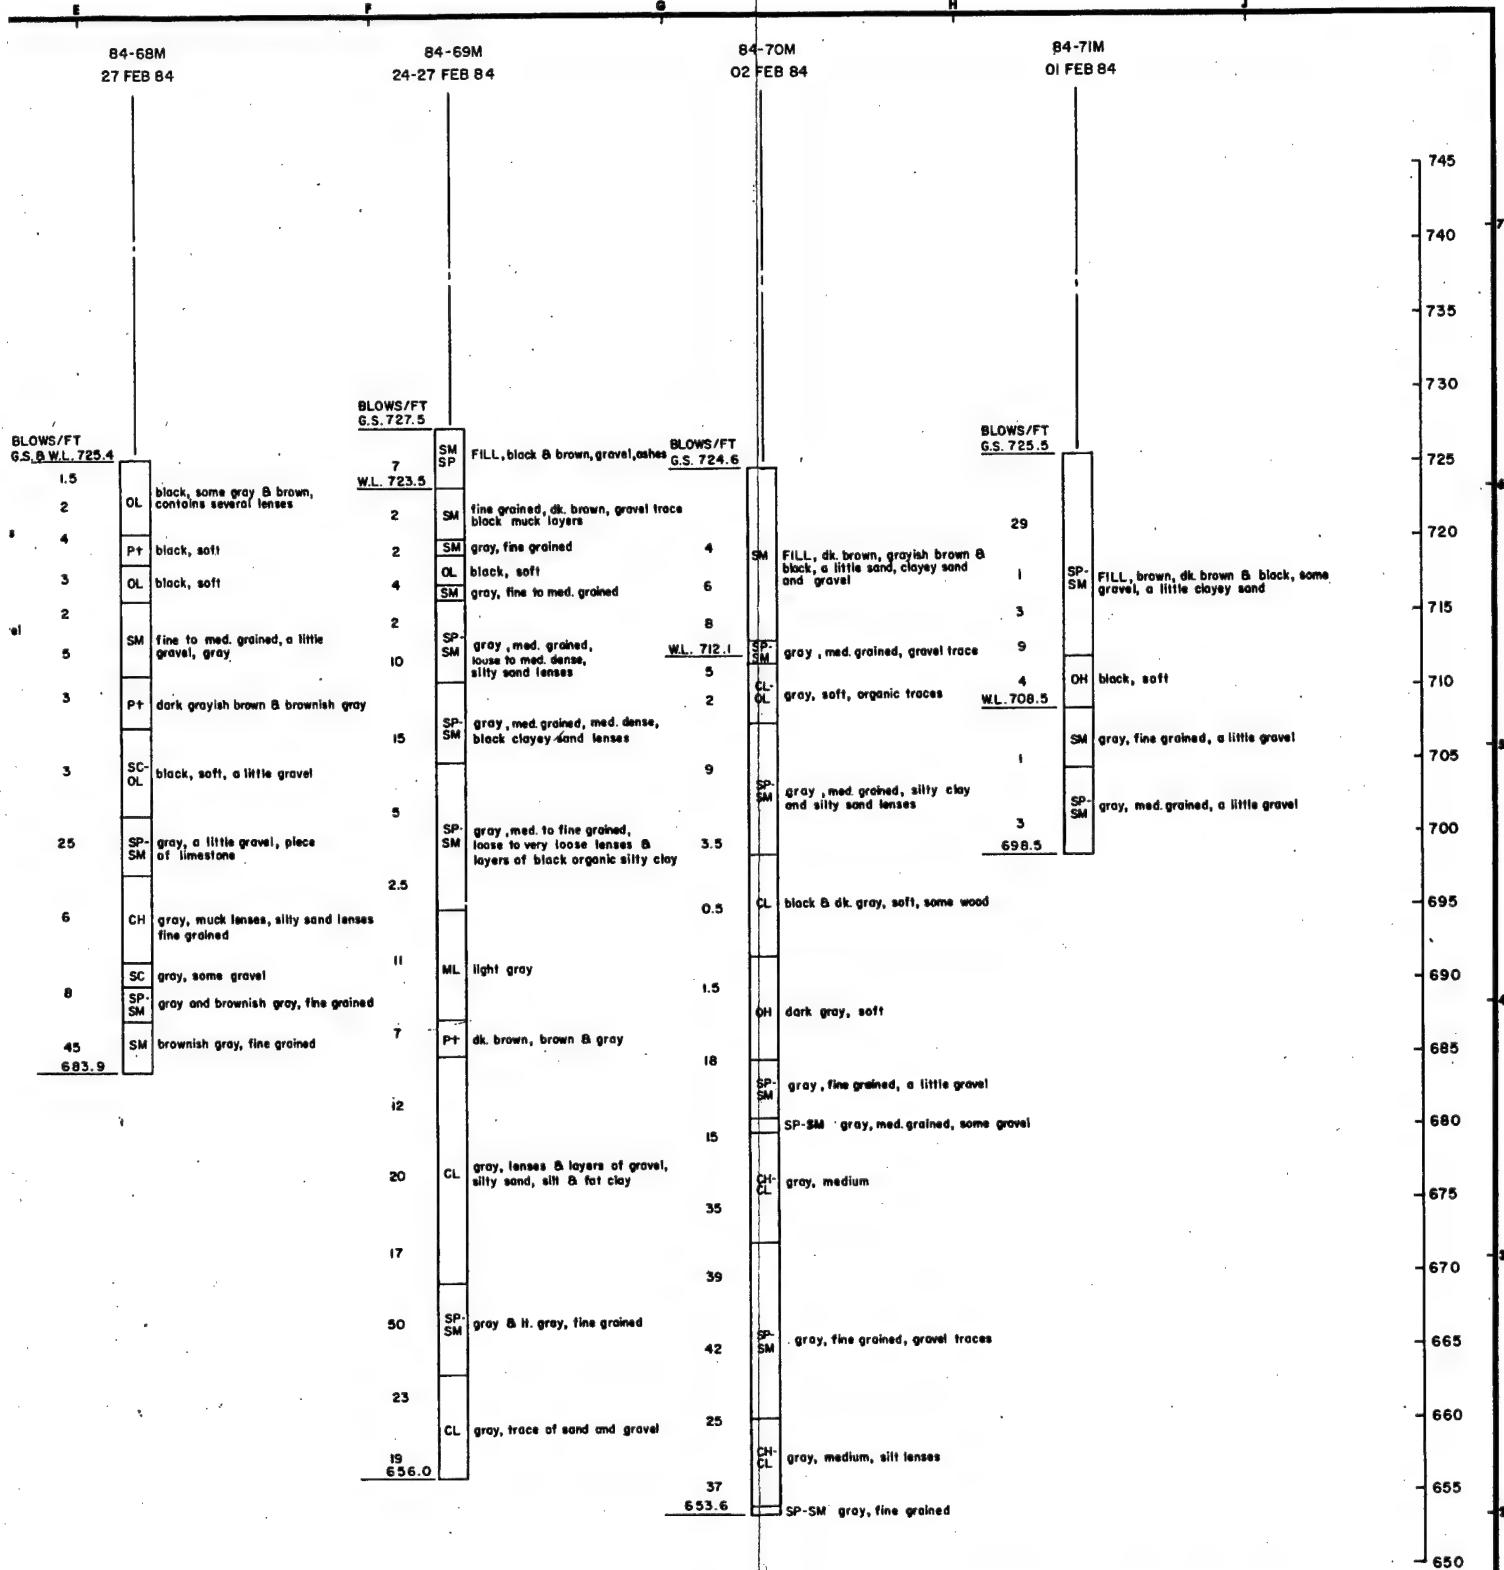 E F G H J
84-68M
27 FEB 84
BLOWS/FT
G.S. & W.L. 725.4
1.5
2
4
3
2
5
3
3
25
6
8
45
683.9
OL black, some gray & brown,
contains several lenses
Pt black, soft
OL black, soft
SM fine to med. grained, a little
gravel, gray
Pt dark grayish brown & brownish gray
SC-
OL black, soft, a little gravel
SP-
SM gray, a little gravel, piece
of limestone
CH gray, muck lenses, silty sand lenses
fine grained
SC gray, some gravel
SP-
SM gray and brownish gray, fine grained
SM brownish gray, fine grained
84-69M
24-27 FEB 84
BLOWS/FT
G.S. 727.5
7
W.L. 723.5
2
2
4
2
10
15
5
2.5
11
7
12
20
17
50
23
19
656.0
SM
SP FILL, black & brown, gravel, ashes
SM fine grained, dk. brown, gravel trace
black muck layers
SM gray, fine grained
OL black, soft
SM gray, fine to med. grained
SP-
SM gray, med. grained,
loose to med. dense,
silty sand lenses
SP-
SM gray, med. grained, med. dense,
black clayey sand lenses
SP-
SM gray, med. to fine grained,
loose to very loose lenses &
layers of black organic silty clay
ML light gray
Pt dk. brown, brown & gray
CL gray, lenses & layers of gravel,
silty sand, silt & fat clay
SP-
SM gray & lt. gray, fine grained
CL gray, trace of sand and gravel
84-70M
02 FEB 84
BLOWS/FT
G.S. 724.6
4
6
8
W.L. 712.1
5
2
9
3.5
0.5
1.5
18
15
35
39
42
25
37
653.6
SM FILL, dk. brown, grayish brown &
black, a little sand, clayey sand
and gravel
SP-
SM gray, med. grained, gravel trace
CL-
OL gray, soft, organic traces
SP-
SM gray, med. grained, silty clay
and silty sand lenses
CL black & dk. gray, soft, some wood
OH dark gray, soft
SP-
SM gray, fine grained, a little gravel
SP-SM gray, med. grained, some gravel
CH-
CL gray, medium
SP-
SM gray, fine grained, gravel traces
CH-
CL gray, medium, silt lenses
SP-SM gray, fine grained
84-71M
01 FEB 84
BLOWS/FT
G.S. 725.5
29
1
3
9
4
W.L. 708.5
1
3
698.5
SP-
SM FILL, brown, dk. brown & black, some
gravel, a little clayey sand
OH black, soft
SM gray, fine grained, a little gravel
SP-
SM gray, med. grained, a little gravel
745
740
735
730
725
720
715
710
705
700
695
690
685
680
675
670
665
660
655
650
7
5
4